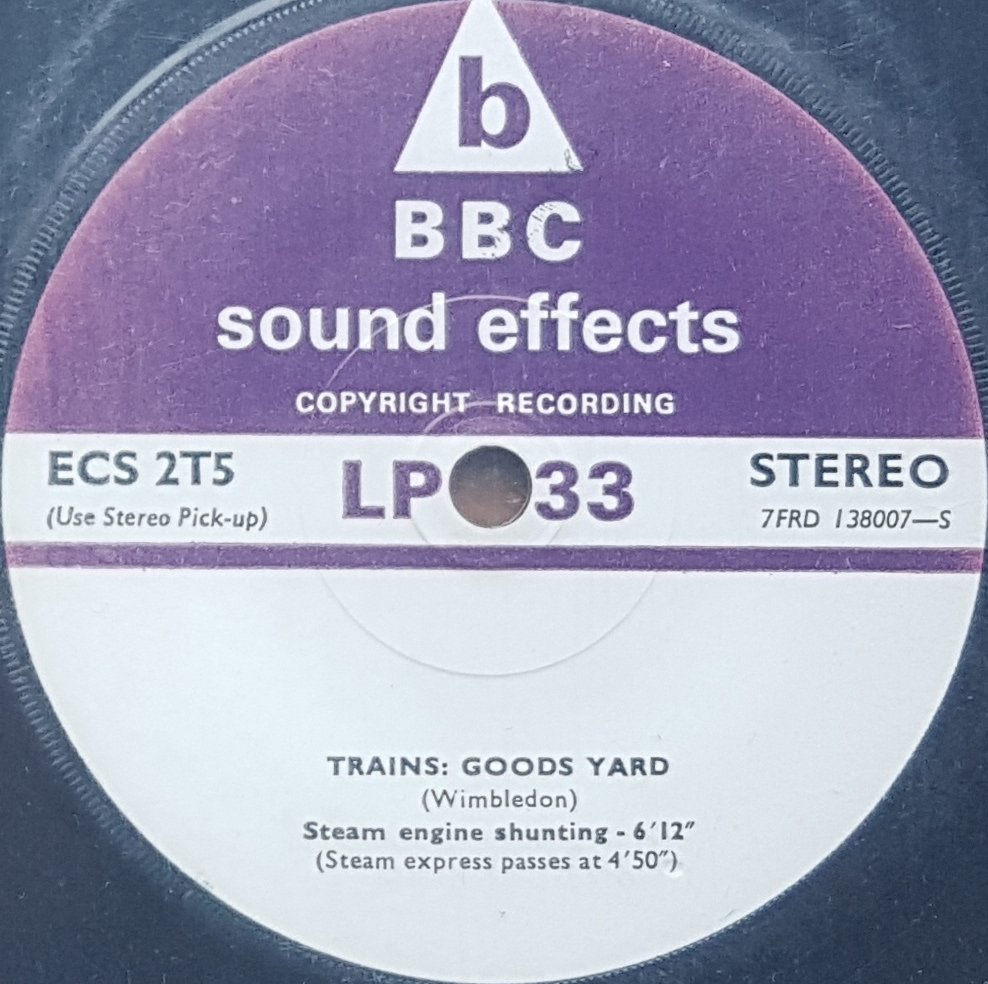 b
BBC
sound effects
COPYRIGHT RECORDING
ECS 2T5
(Use Stereo Pick-up)
LP 33
STEREO
7FRD 138007—S
TRAINS: GOODS YARD
(Wimbledon)
Steam engine shunting - 6'12"
(Steam express passes at 4'50")